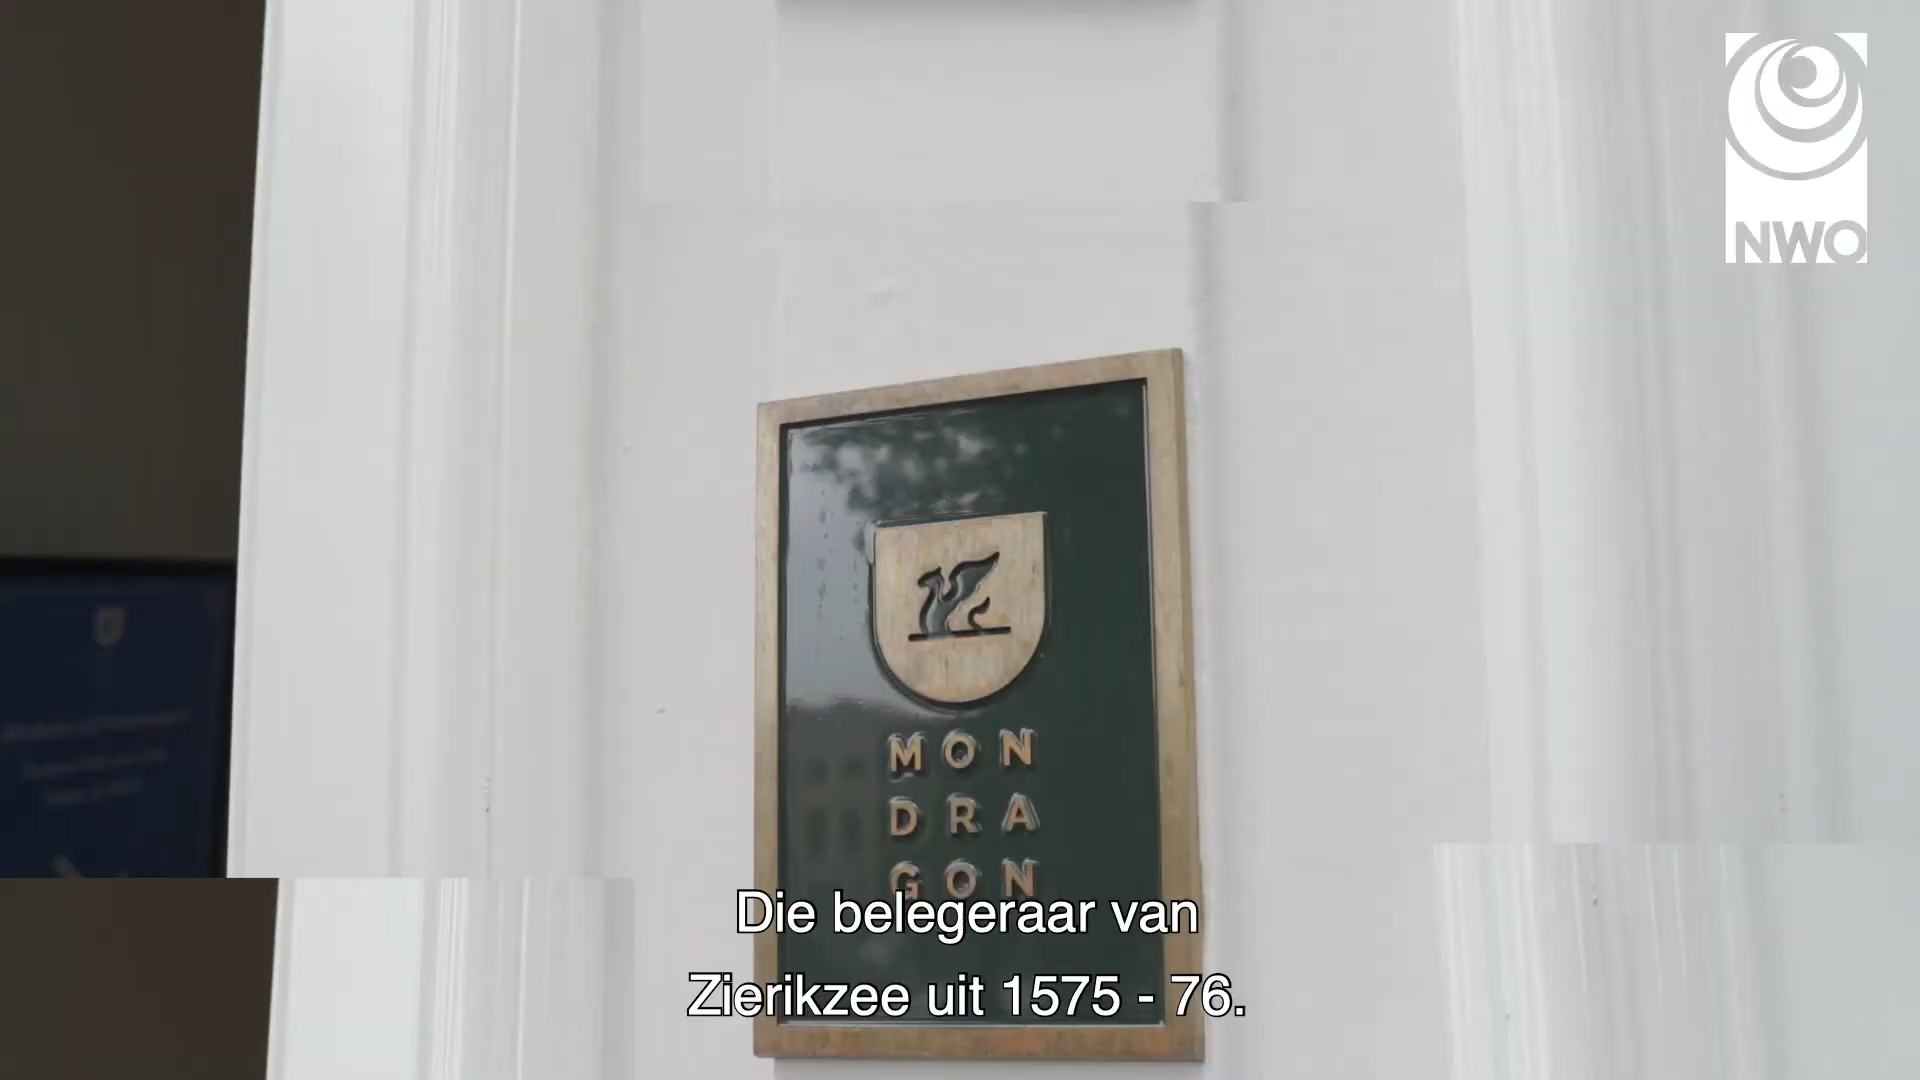 NWO
MON
DRA
GON
Die belegeraar van
Zierikzee uit 1575 - 76.